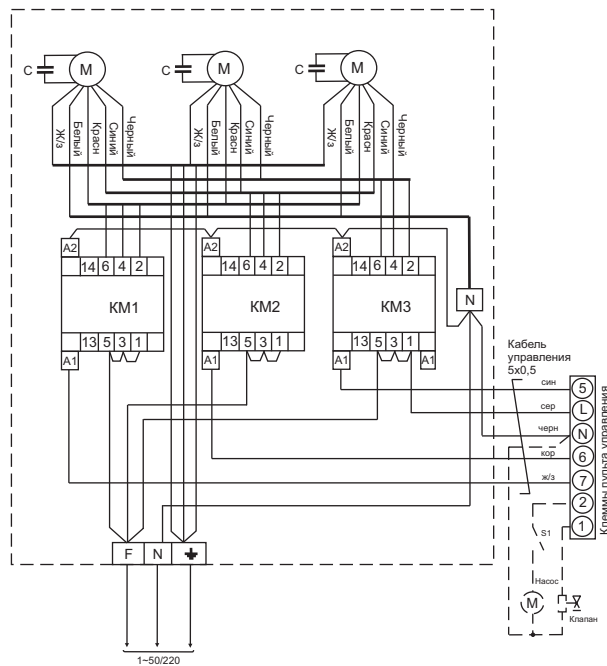 C M C M C M
Ж/з Белый Красн Синий Черный
Ж/з Белый Красн Синий Черный
Ж/з Белый Красн Синий Черный
A2 A2 A2
14 6 4 2 14 6 4 2 14 6 4 2
N
КМ1 КМ2 КМ3
13 5 3 1 13 5 3 1 5 3 1 13
A1 A1 A1 A1
Кабель
управления
5x0,5
син 5
сер L
черн N
кор 6
ж/з 7
2
1
Клеммы пульта управления
S1
Насос
M
Клапан
F N
1~50/220